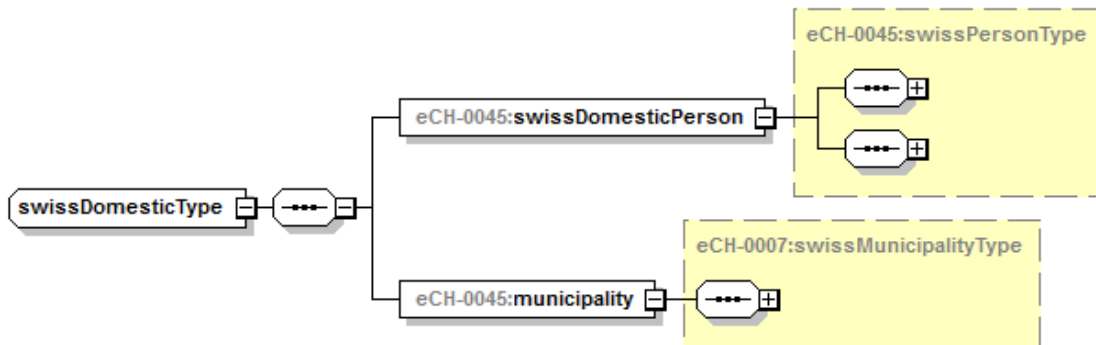 eCH-0045:swissPersonType
eCH-0045:swissDomesticPerson
swissDomesticType
eCH-0007:swissMunicipalityType
eCH-0045:municipality